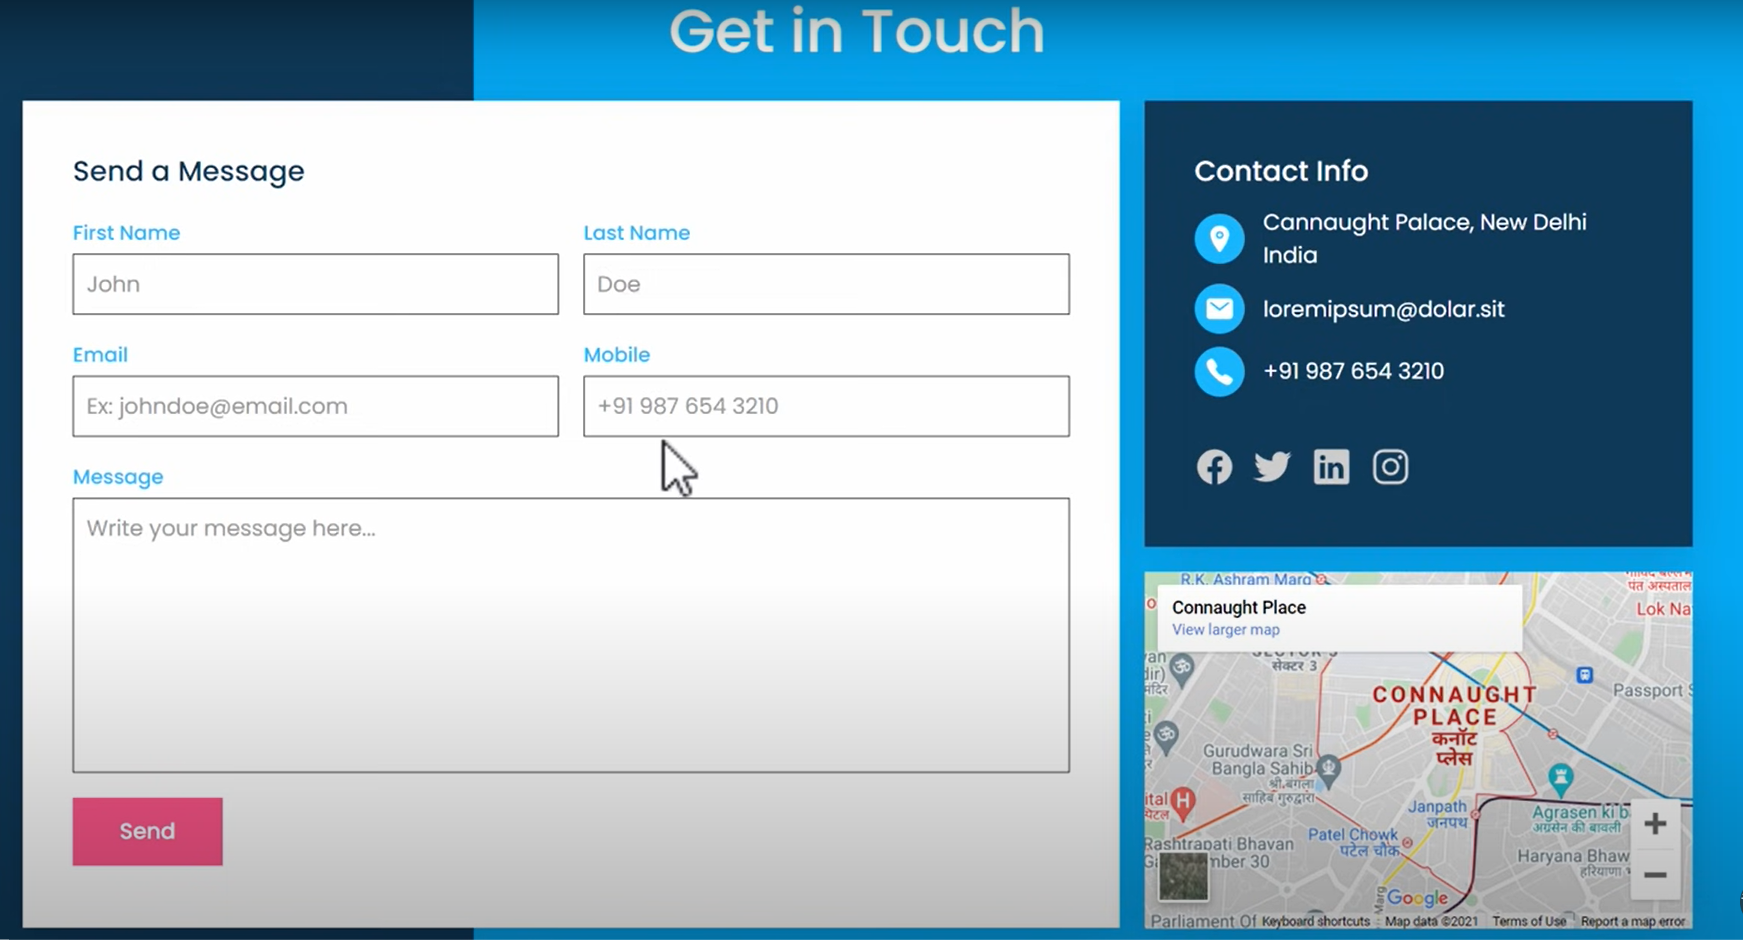 Get in Touch
Send a Message
First Name
Last Name
John
Doe
Email
Mobile
Ex: johndoe@email.com
+91 987 654 3210
Message
Write your message here...
Send
Contact Info
Cannaught Palace, New Delhi
India
loremipsum@dolar.sit
+91 987 654 3210
R.K. Ashram Marg
Connaught Place
View larger map
Lok Na
सेक्टर 3
Passport S
CONNAUGHT
PLACE
कनॉट
प्लेस
Gurudwara Sri
Bangla Sahib
श्री बंगला
साहिब गुरुद्वारा
Janpath
जनपथ
Agrasen ki b
अग्रसेन की बावली
Patel Chowk
पटेल चौक
Rashtrapati Bhavan
mber 30
Haryana Bhaw
हरियाणा
Marg
Google
Parliament Of
Keyboard shortcuts
Map data ©2021
Terms of Use
Report a map error